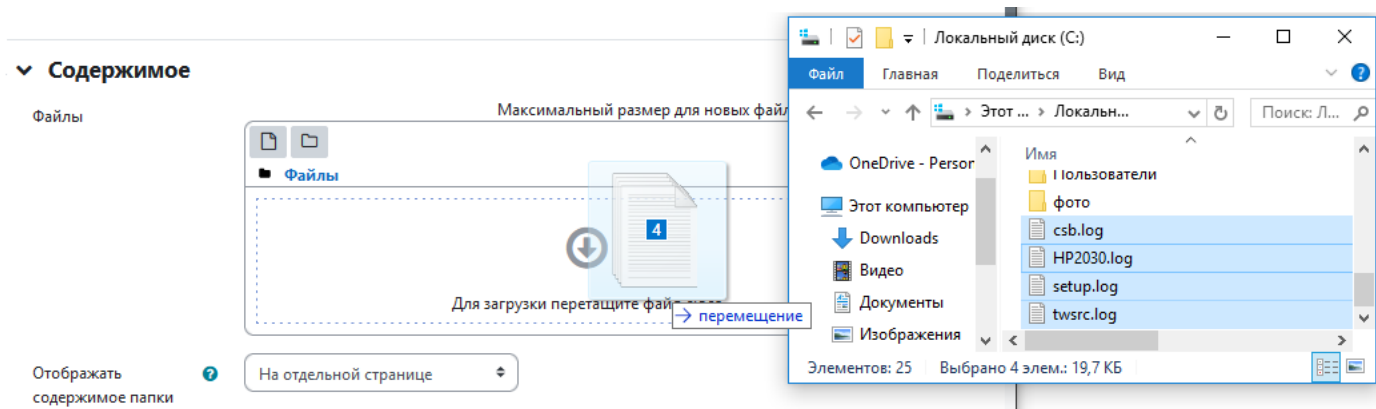 Содержимое
Файлы
Максимальный размер для новых файл
Файлы
4
Для загрузки перетащите файл
перемещение
Отображать
содержимое папки
На отдельной странице
Локальный диск (C:)
Файл Главная Поделиться Вид
Этот ... Локальн...
Поиск: Л...
OneDrive - Person
Этот компьютер
Downloads
Видео
Документы
Изображения
Имя
Пользователи
фото
csb.log
HP2030.log
setup.log
twsrc.log
Элементов: 25 Выбрано 4 элем.: 19,7 КБ